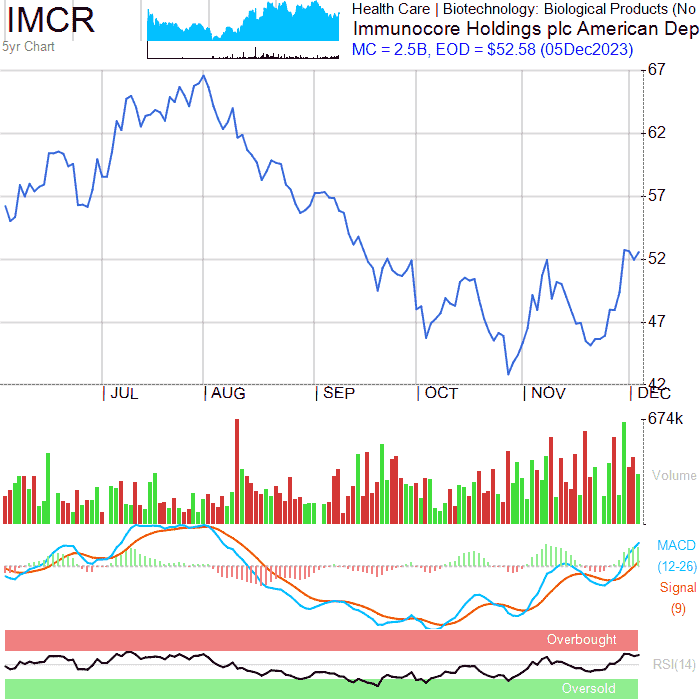 IMCR
5yr Chart
Health Care | Biotechnology: Biological Products (No
Immunocore Holdings plc American Dep
MC = 2.5B, EOD = $52.58 (05Dec2023)
67
62
57
52
47
42
| JUL | AUG | SEP | OCT | NOV | DEC
674k
Volume
MACD
(12-26)
Signal
(9)
Overbought
RSI(14)
Oversold